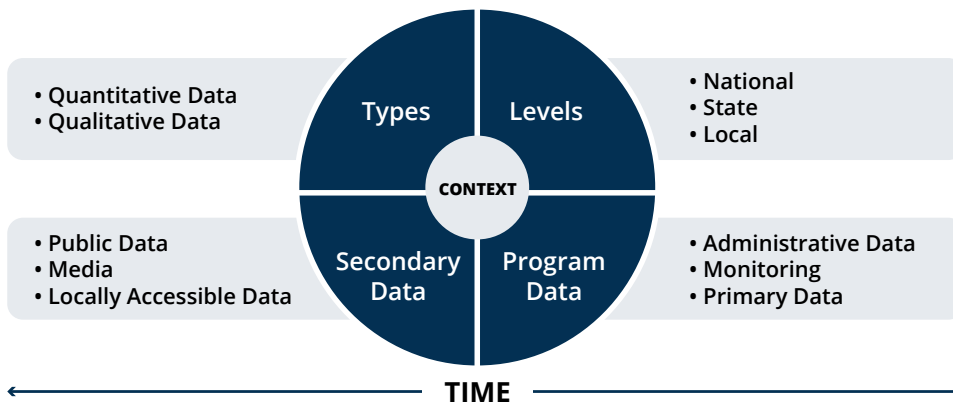 • Quantitative Data
• Qualitative Data
Types
Levels
• National
• State
• Local
CONTEXT
• Public Data
• Media
• Locally Accessible Data
Secondary
Data
Program
Data
• Administrative Data
• Monitoring
• Primary Data
TIME